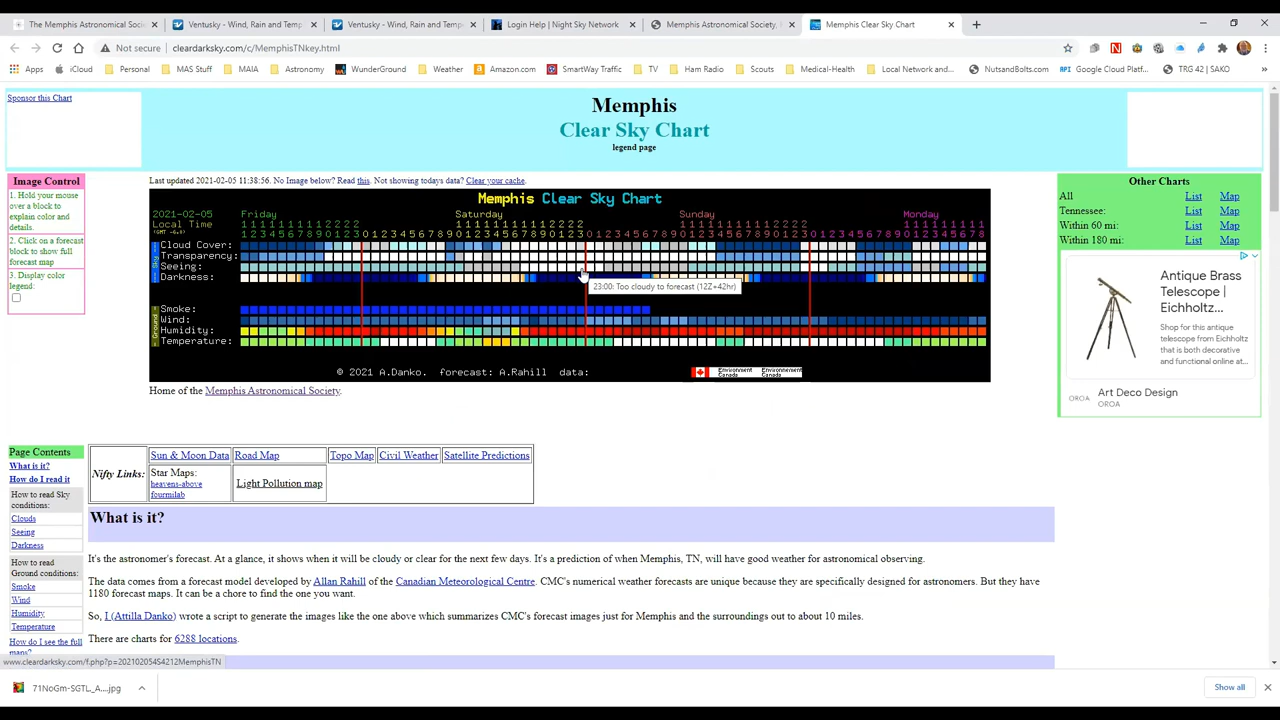 The Memphis Astronomical Socie
Ventusky - Wind, Rain and Temp
Ventusky - Wind, Rain and Temp
Login Help | Night Sky Network
Memphis Astronomical Society, A
Memphis Clear Sky Chart
Not secure | cleardarksky.com/c/MemphisTNkey.html
Apps iCloud Personal MAS Stuff MAIA Astronomy WunderGround Weather Amazon.com SmartWay Traffic TV Ham Radio Scouts Medical-Health Local Network and... NutsandBolts.com API Google Cloud Platf... TRG 42 | SAKO
Sponsor this Chart
Memphis
Clear Sky Chart
legend page
Image Control
1. Hold your mouse
over a block to
explain color and
details.
2. Click on a forecast
block to show full
forecast map
3. Display color
legend:
Last updated 2021-02-05 11:38:56. No Image below? Read this. Not showing todays data? Clear your cache.
Memphis Clear Sky Chart
2021-02-05 Friday Saturday Sunday Monday
Local Time
Cloud Cover:
Transparency:
Seeing:
Darkness:
23:00: Too cloudy to forecast (12Z+42hr)
Smoke:
Wind:
Humidity:
Temperature:
© 2021 A.Danko. forecast: A.Rahill data:
Environment Canada Environnement Canada
Home of the Memphis Astronomical Society.
Other Charts
All List Map
Tennessee: List Map
Within 60 mi: List Map
Within 180 mi: List Map
Antique Brass
Telescope |
Eichholtz...
Shop for this antique
telescope from Eichholtz
that is both decorative
and functional online at...
OROA
Art Deco Design
OROA
Page Contents
What is it?
How do I read it
How to read Sky
conditions:
Clouds
Seeing
Darkness
How to read
Ground conditions:
Smoke
Wind
Humidity
Temperature
How do I see the full
maps?
Nifty Links:
Sun & Moon Data
Road Map
Topo Map
Civil Weather
Satellite Predictions
Star Maps:
heavens-above
fourmilab
Light Pollution map
What is it?
It's the astronomer's forecast. At a glance, it shows when it will be cloudy or clear for the next few days. It's a prediction of when Memphis, TN, will have good weather for astronomical observing.
The data comes from a forecast model developed by Allan Rahill of the Canadian Meteorological Centre. CMC's numerical weather forecasts are unique because they are specifically designed for astronomers. But they have
1180 forecast maps. It can be a chore to find the one you want.
So, I (Attilla Danko) wrote a script to generate the images like the one above which summarizes CMC's forecast images just for Memphis and the surroundings out to about 10 miles.
There are charts for 6288 locations.
www.cleardarksky.com/f.php?p=202102054S4212MemphisTN
71NoGm-SGTL._A....jpg
Show all